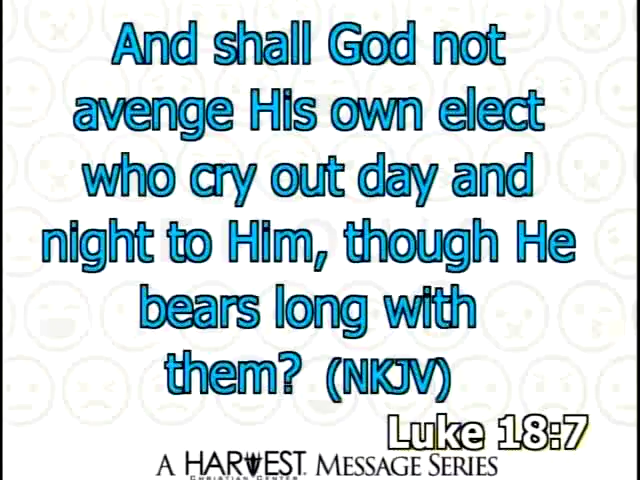 And shall God not
avenge His own elect
who cry out day and
night to Him, though He
bears long with
them? (NKJV)
Luke 18:7
A HARVEST MESSAGE SERIES
CHRISTIAN CENTER